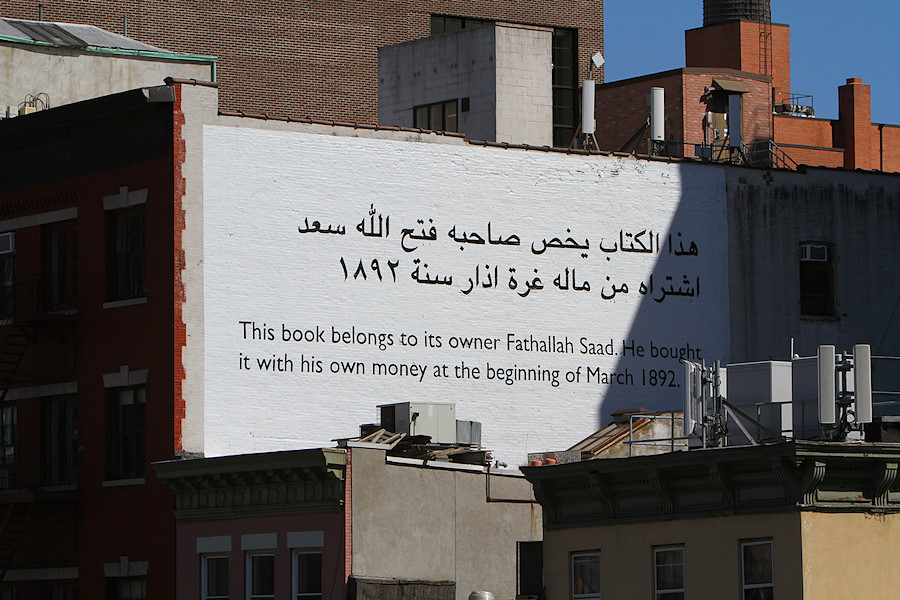 هذا الكتاب يخص صاحبه فتح الله سعد
اشتراه من ماله غرة اذار سنة ١٨٩٢
This book belongs to its owner Fathallah Saad. He bought
it with his own money at the beginning of March 1892.